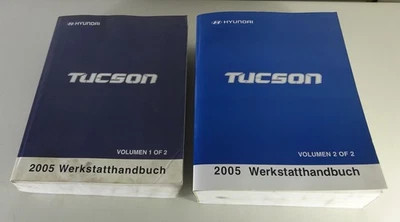 HYUNDAI
TUCSON
VOLUMEN 1 OF 2
2005 Werkstatthandbuch
HYUNDAI
TUCSON
VOLUMEN 2 OF 2
2005 Werkstatthandbuch